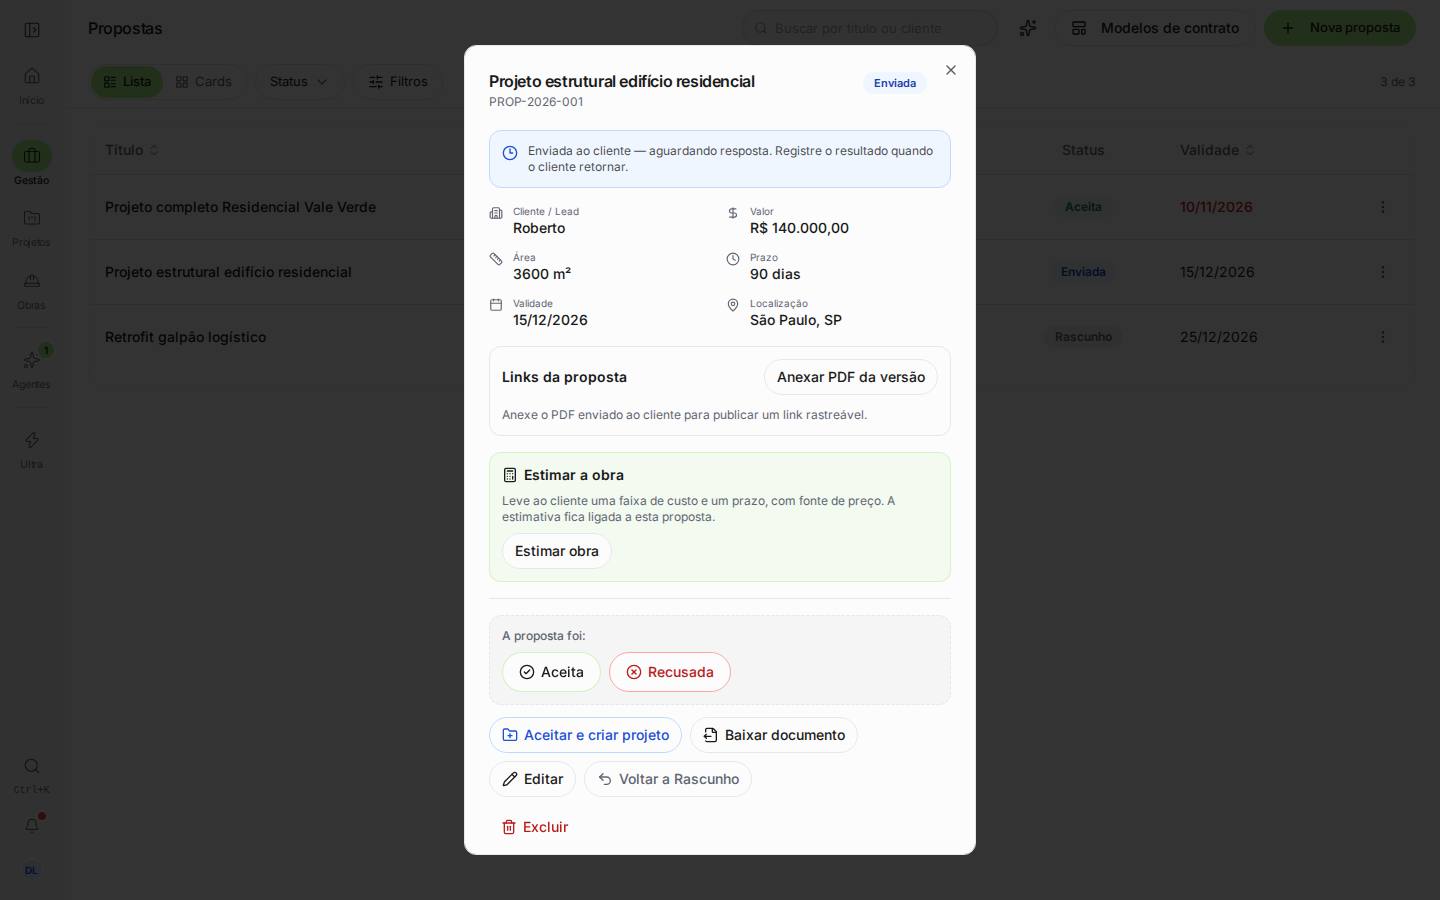 Propostas
Buscar por título ou cliente
Modelos de contrato
Nova proposta
Início
Gestão
Projetos
Obras
1
Agentes
Ultra
Ctrl+K
DL
Lista
Cards
Status
Filtros
3 de 3
Título
Status
Validade
Projeto completo Residencial Vale Verde
Aceita
10/11/2026
Projeto estrutural edifício residencial
Enviada
15/12/2026
Retrofit galpão logístico
Rascunho
25/12/2026
Projeto estrutural edifício residencial
Enviada
PROP-2026-001
Enviada ao cliente — aguardando resposta. Registre o resultado quando
o cliente retornar.
Cliente / Lead
Roberto
Valor
R$ 140.000,00
Área
3600 m²
Prazo
90 dias
Validade
15/12/2026
Localização
São Paulo, SP
Links da proposta
Anexar PDF da versão
Anexe o PDF enviado ao cliente para publicar um link rastreável.
Estimar a obra
Leve ao cliente uma faixa de custo e um prazo, com fonte de preço. A
estimativa fica ligada a esta proposta.
Estimar obra
A proposta foi:
Aceita
Recusada
Aceitar e criar projeto
Baixar documento
Editar
Voltar a Rascunho
Excluir